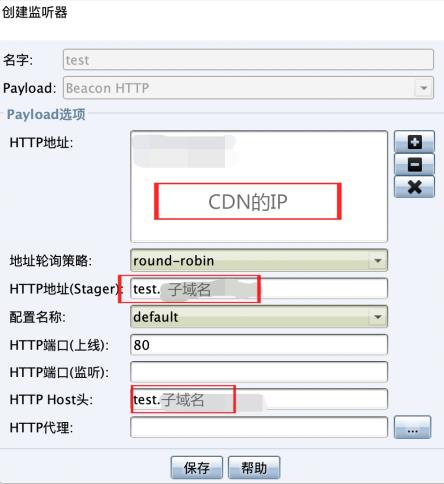 创建监听器
名字: test
Payload: Beacon HTTP
Payload选项
HTTP地址:
CDN的IP
地址轮询策略: round-robin
HTTP地址(Stager): test.子域名
配置名称: default
HTTP端口(上线): 80
HTTP端口(监听):
HTTP Host头: test.子域名
HTTP代理: ...
保存 帮助